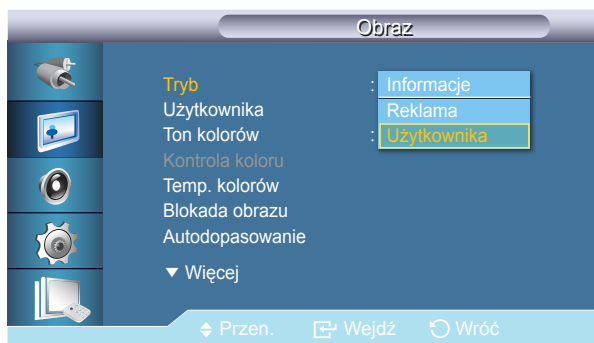 Obraz
Tryb : Informacje
Użytkownika Reklama
Ton kolorów : Użytkownika
Kontrola koloru
Temp. kolorów
Blokada obrazu
Autodopasowanie
▼ Więcej
Przen. Wejdź Wróć